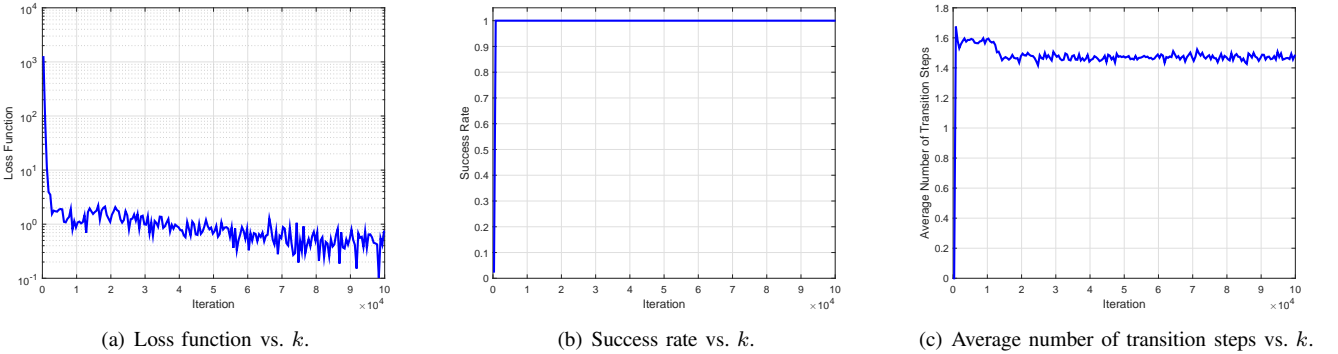 10^4
10^3
10^2
10^1
10^0
10^-1
Loss Function
0 1 2 3 4 5 6 7 8 9 10
Iteration
×10^4
(a) Loss function vs. k.
1
0.9
0.8
0.7
0.6
0.5
0.4
0.3
0.2
0.1
0
Success Rate
0 1 2 3 4 5 6 7 8 9 10
Iteration
×10^4
(b) Success rate vs. k.
1.8
1.6
1.4
1.2
1
0.8
0.6
0.4
0.2
0
Average Number of Transition Steps
0 1 2 3 4 5 6 7 8 9 10
Iteration
×10^4
(c) Average number of transition steps vs. k.